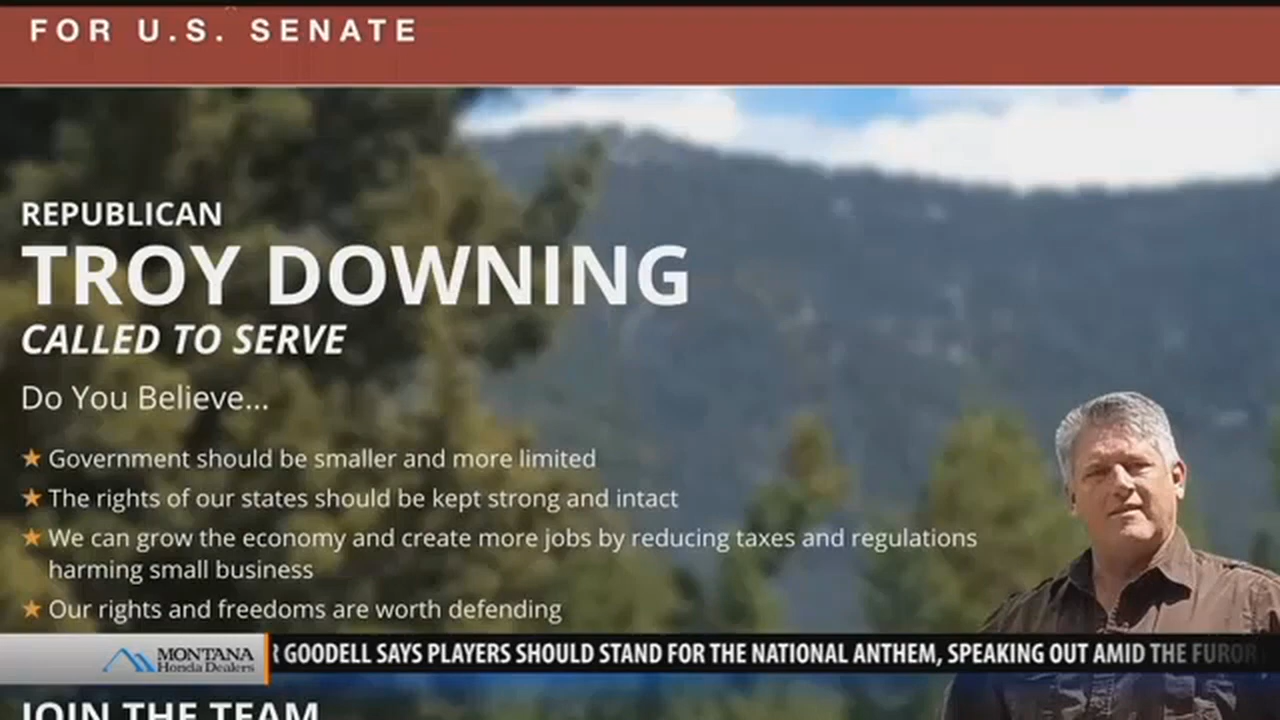 FOR U.S. SENATE
REPUBLICAN
TROY DOWNING
CALLED TO SERVE
Do You Believe...
★ Government should be smaller and more limited
★ The rights of our states should be kept strong and intact
★ We can grow the economy and create more jobs by reducing taxes and regulations
harming small business
★ Our rights and freedoms are worth defending
MONTANA
Honda Dealers
R GOODELL SAYS PLAYERS SHOULD STAND FOR THE NATIONAL ANTHEM, SPEAKING OUT AMID THE FUROR
JOIN THE TEAM